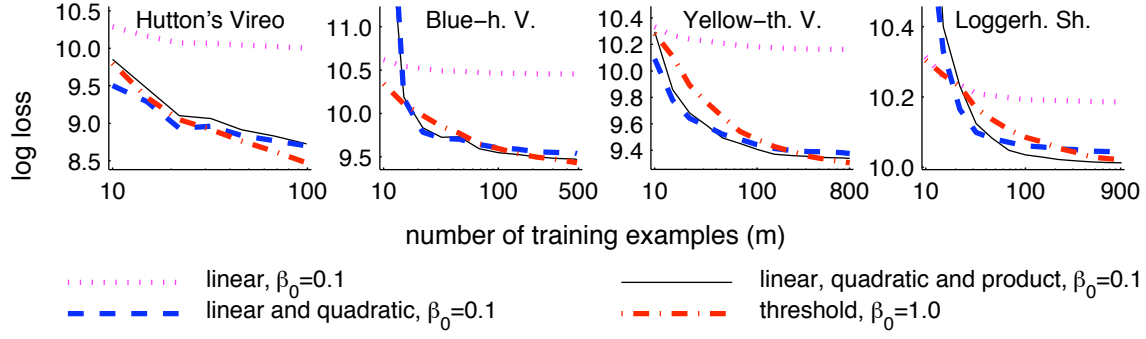 Hutton's Vireo
Blue−h. V.
Yellow−th. V.
Loggerh. Sh.
log loss
10.5
10.0
9.5
9.0
8.5
10 100
11.0
10.5
10.0
9.5
10 100 500
10.4
10.2
10.0
9.8
9.6
9.4
10 100 800
10.4
10.2
10.0
10 100 900
number of training examples (m)
linear, β0=0.1
linear and quadratic, β0=0.1
linear, quadratic and product, β0=0.1
threshold, β0=1.0